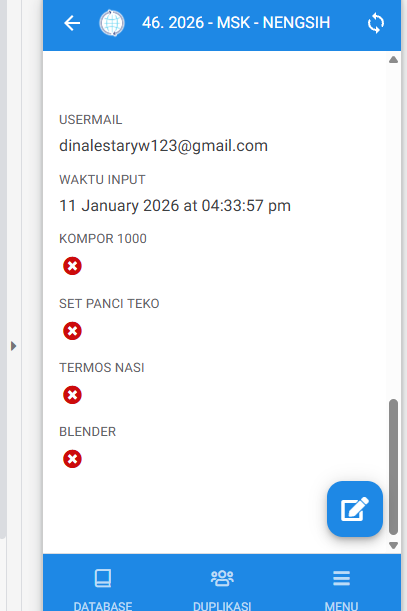 46. 2026 - MSK - NENGSIH
USERMAIL
dinalestaryw123@gmail.com
WAKTU INPUT
11 January 2026 at 04:33:57 pm
KOMPOR 1000
SET PANCI TEKO
TERMOS NASI
BLENDER
DATABASE DUPLIKASI MENU